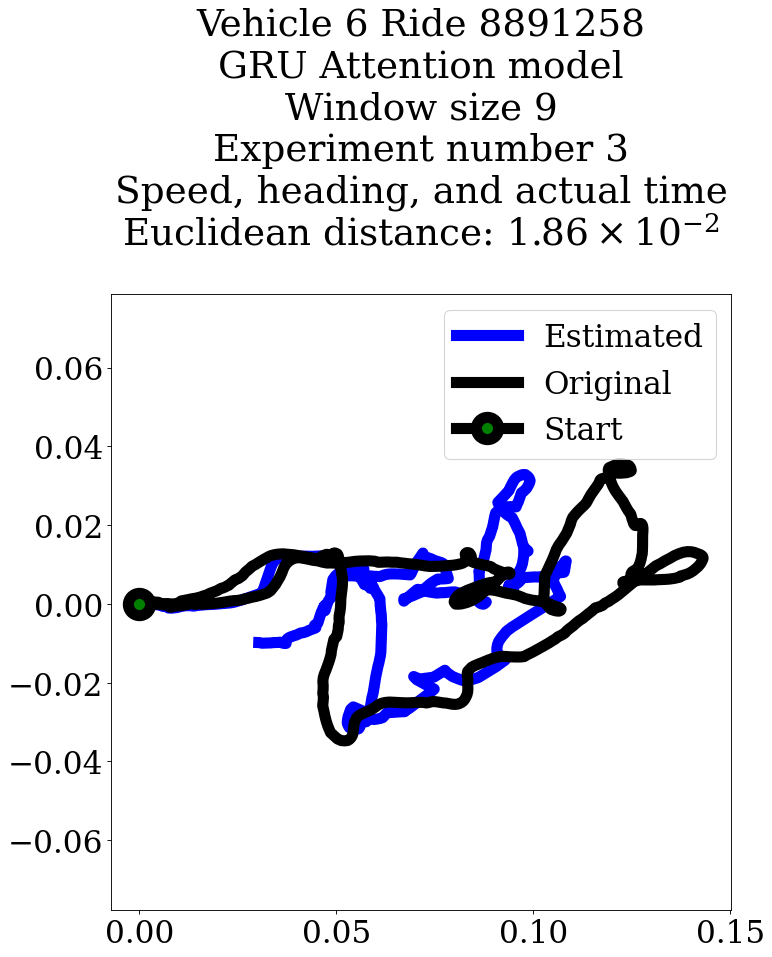 Vehicle 6 Ride 8891258
GRU Attention model
Window size 9
Experiment number 3
Speed, heading, and actual time
Euclidean distance: 1.86 × 10⁻²
Estimated
Original
Start
0.06
0.04
0.02
0.00
−0.02
−0.04
−0.06
0.00 0.05 0.10 0.15